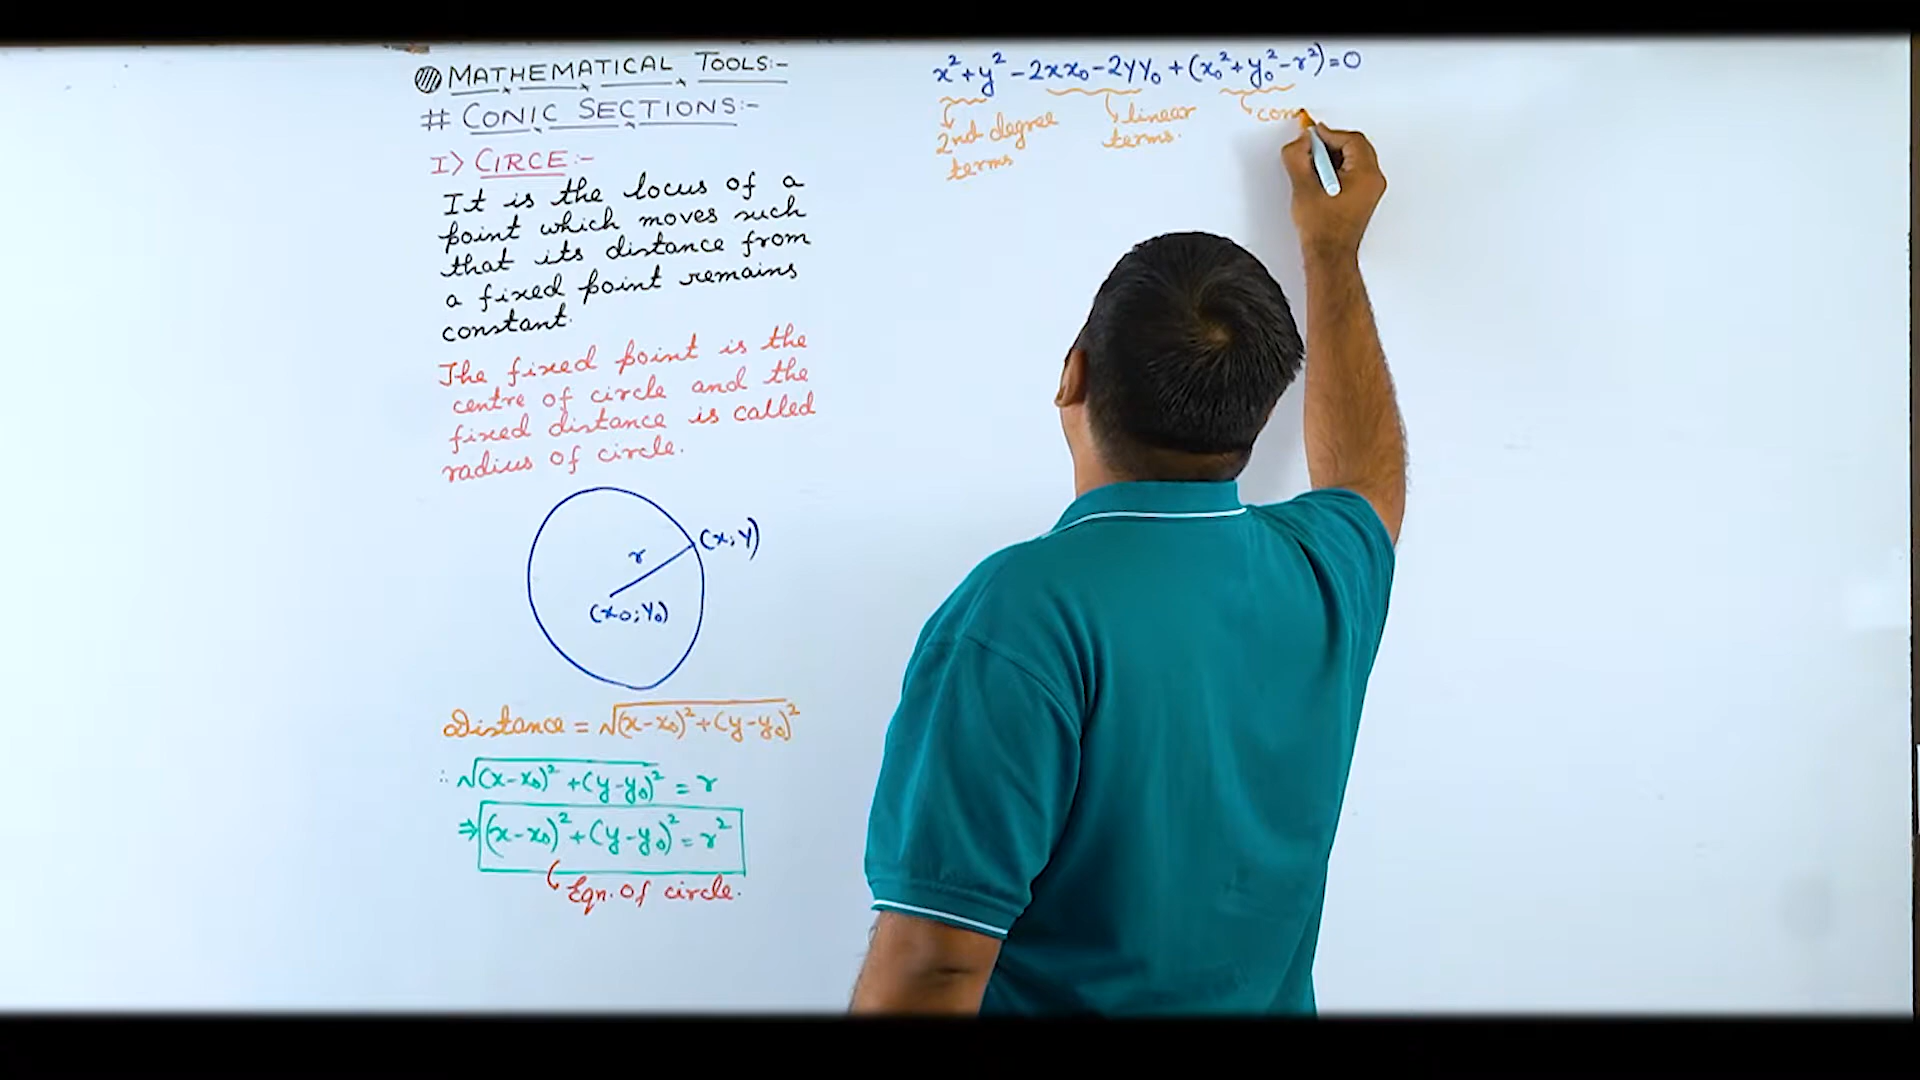 MATHEMATICAL TOOLS:-
# CONIC SECTIONS:-
I) CIRCE:-
It is the locus of a
point which moves such
that its distance from
a fixed point remains
constant.
The fixed point is the
centre of circle and the
fixed distance is called
radius of circle.
(x,y)
r
(x₀;y₀)
Distance = √(x-x₀)²+(y-y₀)²
∴ √(x-x₀)²+(y-y₀)² = r
⇒ (x-x₀)²+(y-y₀)² = r²
Eqn. of circle.
x²+y²-2xx₀-2yy₀+(x₀²+y₀²-r²)=0
2nd degree
terms
linear
terms.
con